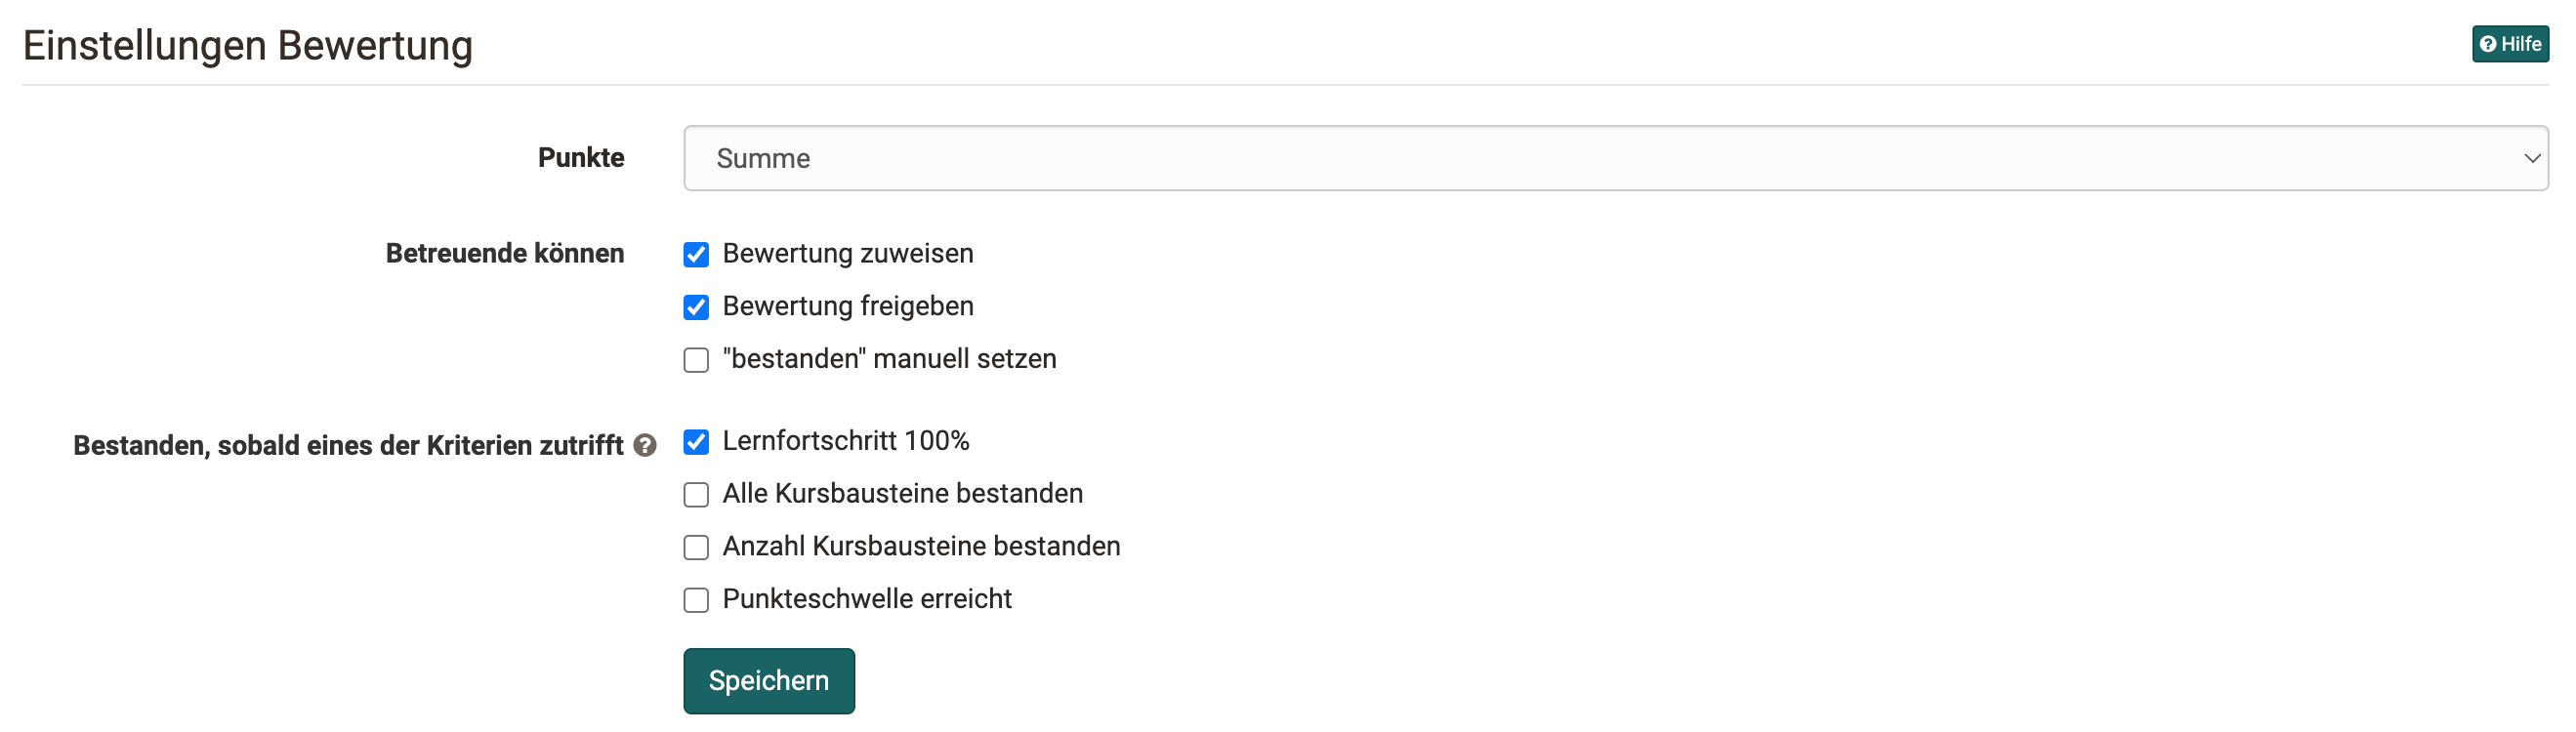 Einstellungen Bewertung
Hilfe
Punkte
Summe
Betreuende können
Bewertung zuweisen
Bewertung freigeben
"bestanden" manuell setzen
Bestanden, sobald eines der Kriterien zutrifft
Lernfortschritt 100%
Alle Kursbausteine bestanden
Anzahl Kursbausteine bestanden
Punkteschwelle erreicht
Speichern